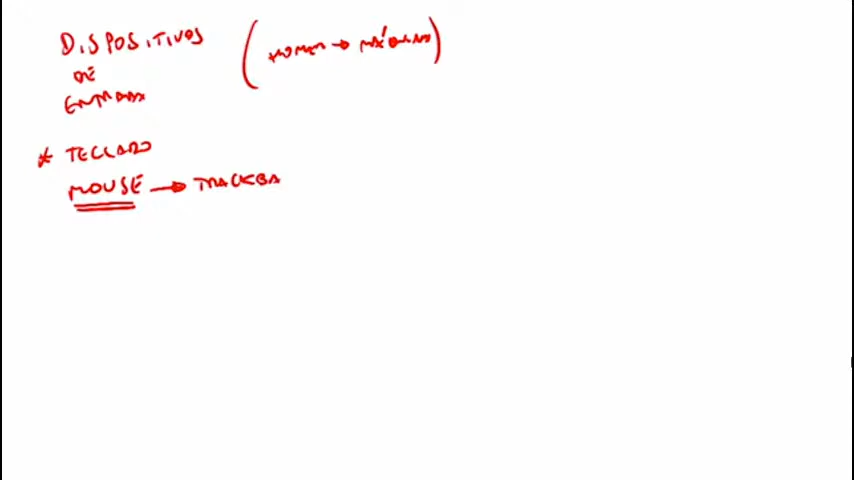 DISPOSITIVOS
DE
ENTRADA
(HOMEM → MÁQUINA)
* TECLADO
MOUSE → TRACKBA